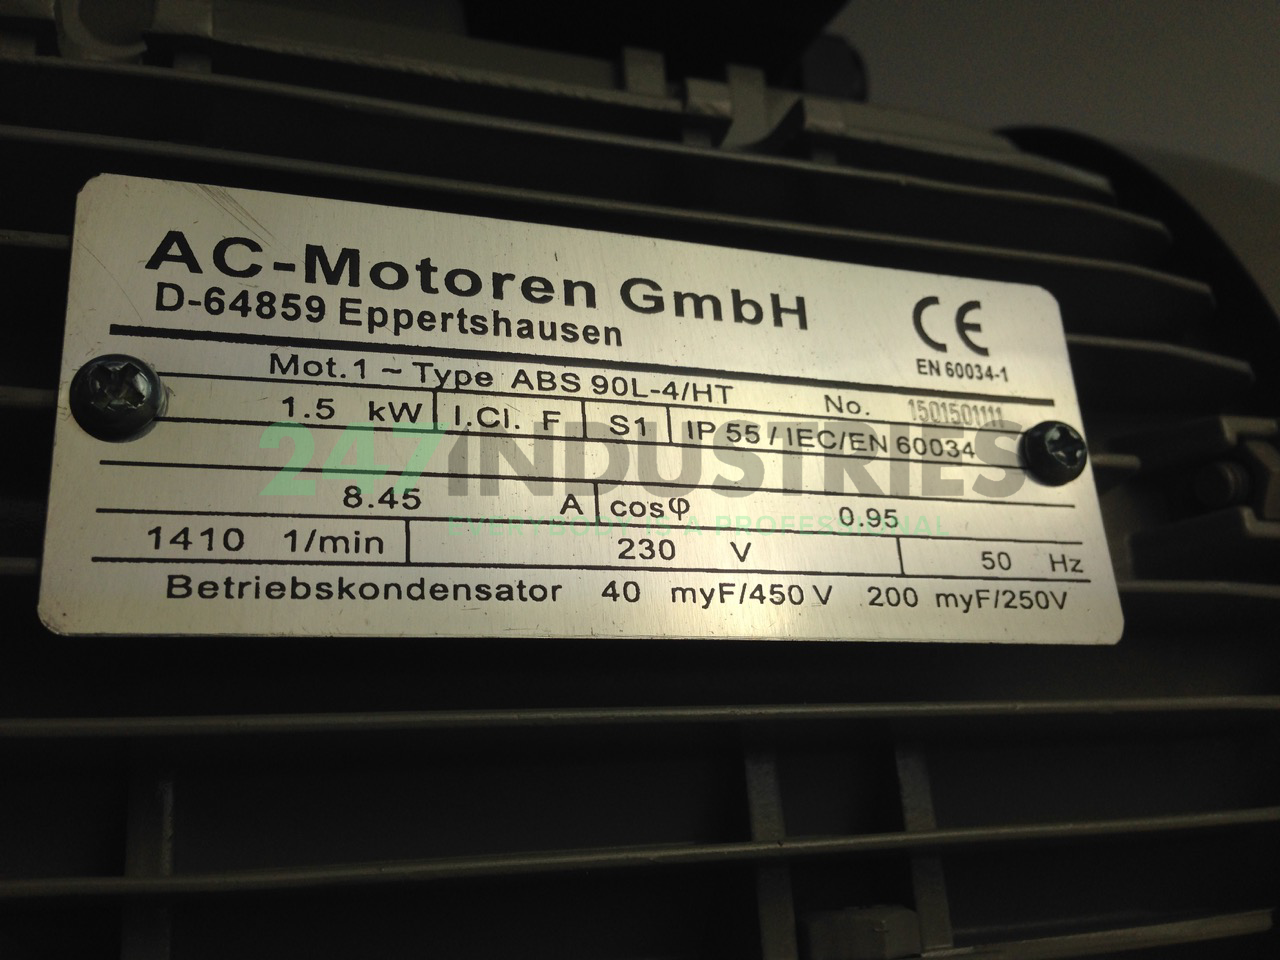 AC-Motoren GmbH
D-64859 Eppertshausen
CE
EN 60034-1
Mot. 1 ~ Type ABS 90L-4/HT No. 1501501111
1.5 kW I.Cl. F S1 IP 55 / IEC/EN 60034
247INDUSTRIES
8.45 A cosφ 0.95
EVERYBODY IS A PROFESSIONAL
1410 1/min 230 V 50 Hz
Betriebskondensator 40 myF/450 V 200 myF/250V